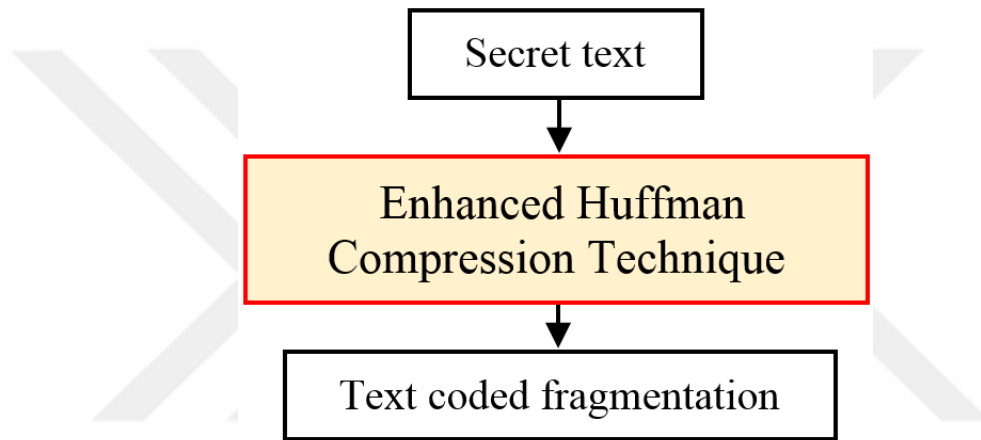 Secret text
Enhanced Huffman
Compression Technique
Text coded fragmentation